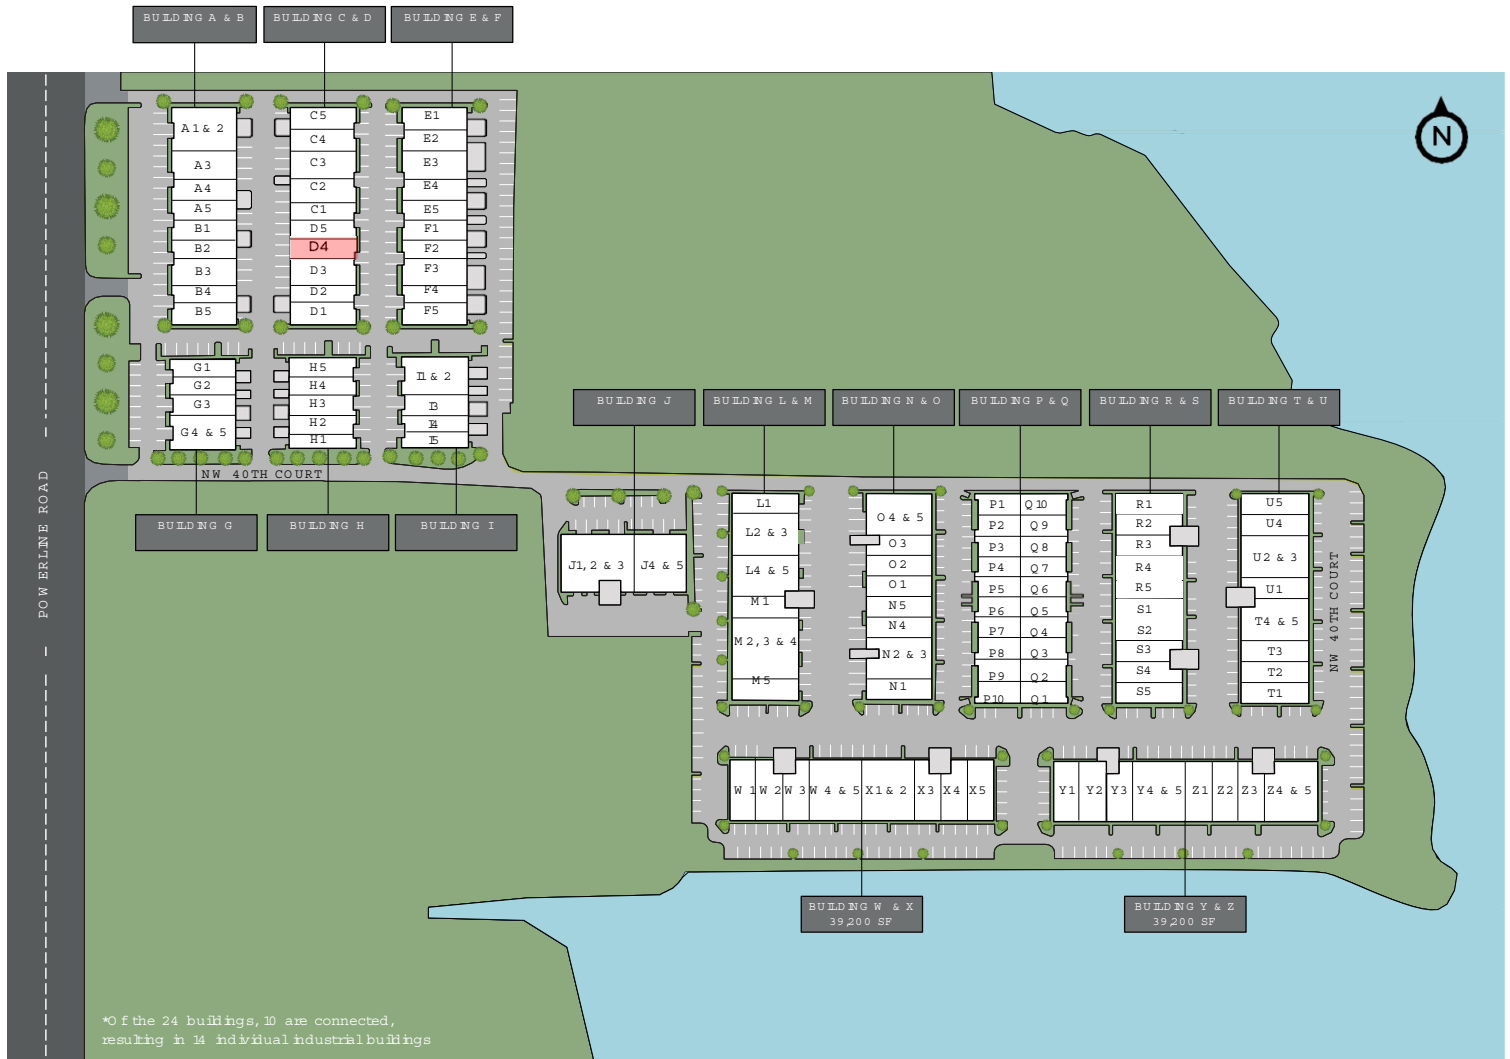 BUILDING A & B
BUILDING C & D
BUILDING E & F
N
A1 & 2
A3
A4
A5
B1
B2
B3
B4
B5
C5
C4
C3
C2
C1
D5
D4
D3
D2
D1
E1
E2
E3
E4
E5
F1
F2
F3
F4
F5
G1
G2
G3
G4 & 5
H5
H4
H3
H2
H1
I1 & 2
I3
I4
I5
NW 40TH COURT
BUILDING G
BUILDING H
BUILDING I
POWERLINE ROAD
BUILDING J
BUILDING L & M
BUILDING N & O
BUILDING P & Q
BUILDING R & S
BUILDING T & U
J1, 2 & 3
J4 & 5
L1
L2 & 3
L4 & 5
M1
M2, 3 & 4
M5
O4 & 5
O3
O2
O1
N5
N4
N2 & 3
N1
P1 Q10
P2 Q9
P3 Q8
P4 Q7
P5 Q6
P6 Q5
P7 Q4
P8 Q3
P9 Q2
P10 Q1
R1
R2
R3
R4
R5
S1
S2
S3
S4
S5
U5
U4
U2 & 3
U1
T4 & 5
T3
T2
T1
NW 40TH COURT
W1 W2 W3 W4 & 5 X1 & 2 X3 X4 X5
Y1 Y2 Y3 Y4 & 5 Z1 Z2 Z3 Z4 & 5
BUILDING W & X
39,200 SF
BUILDING Y & Z
39,200 SF
*Of the 24 buildings, 10 are connected,
resulting in 14 individual industrial buildings